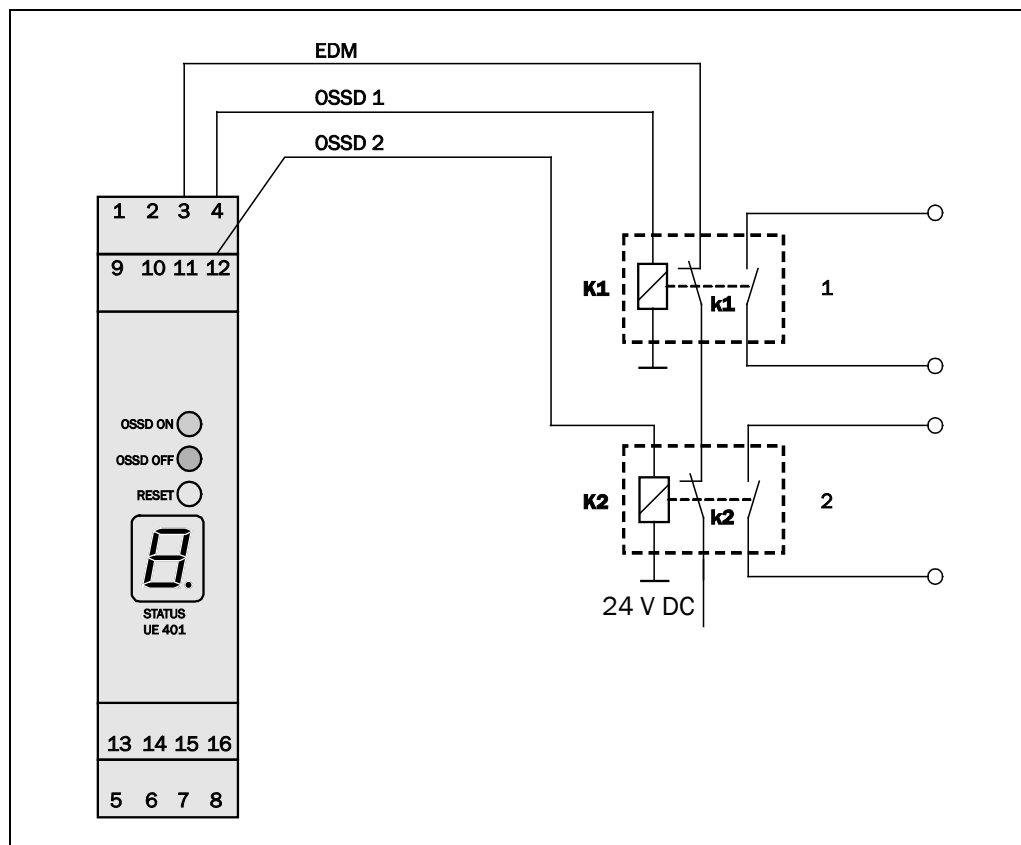 EDM
OSSD 1
OSSD 2
1 2 3 4
9 10 11 12
K1
k1
1
OSSD ON
OSSD OFF
RESET
8.
STATUS
UE 401
K2
k2
2
24 V DC
13 14 15 16
5 6 7 8